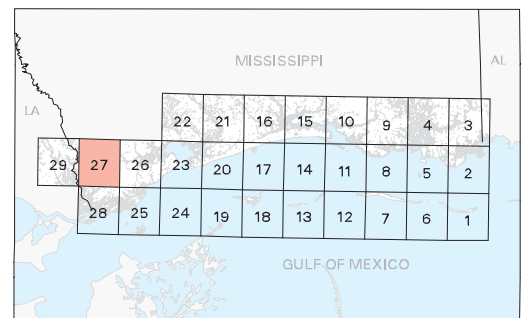 MISSISSIPPI
AL
LA
22 21 16 15 10 9 4 3
29 27 26 23 20 17 14 11 8 5 2
28 25 24 19 18 13 12 7 6 1
GULF OF MEXICO